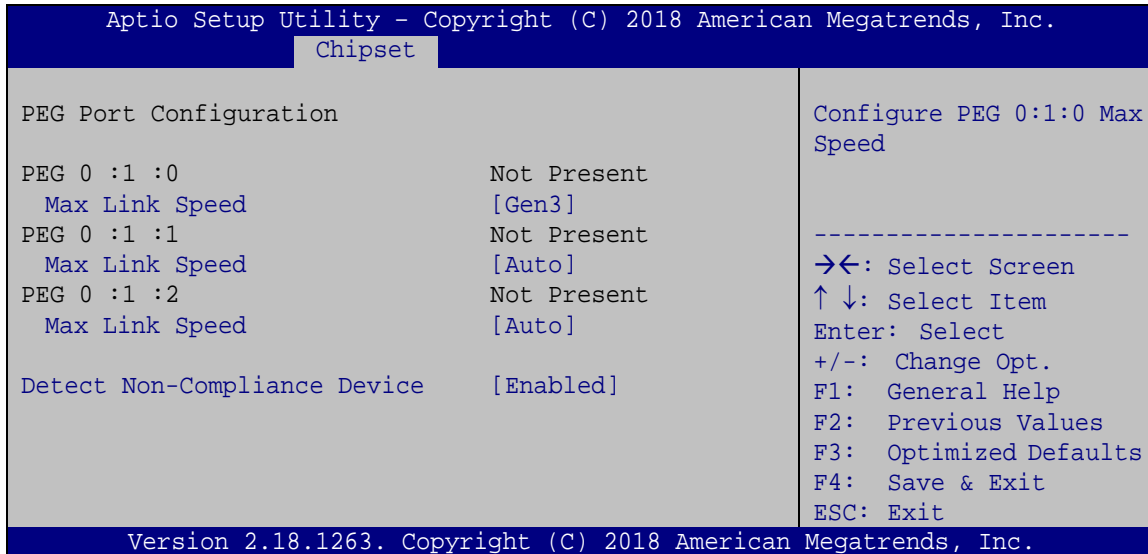 Aptio Setup Utility – Copyright (C) 2018 American Megatrends, Inc.
Chipset
PEG Port Configuration
PEG 0 :1 :0 Not Present
Max Link Speed [Gen3]
PEG 0 :1 :1 Not Present
Max Link Speed [Auto]
PEG 0 :1 :2 Not Present
Max Link Speed [Auto]
Detect Non-Compliance Device [Enabled]
Configure PEG 0:1:0 Max
Speed
----------------------
→←: Select Screen
↑ ↓: Select Item
Enter: Select
+/-: Change Opt.
F1: General Help
F2: Previous Values
F3: Optimized Defaults
F4: Save & Exit
ESC: Exit
Version 2.18.1263. Copyright (C) 2018 American Megatrends, Inc.